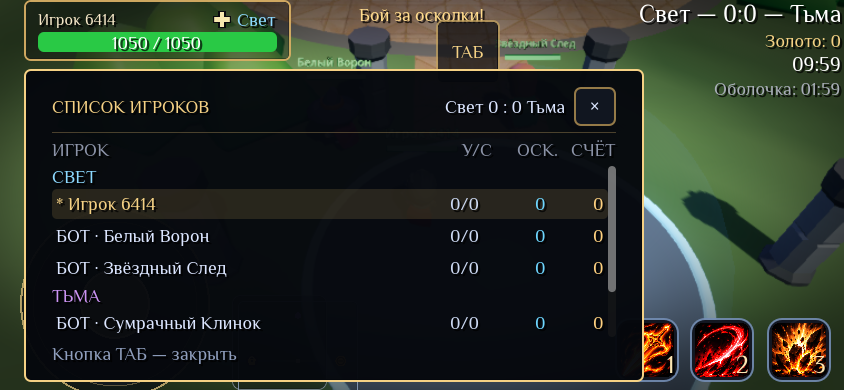 Игрок 6414
Свет
1050 / 1050
Бой за осколки!
ТАБ
Белый Ворон
Звёздный След
Свет — 0:0 — Тьма
Золото: 0
09:59
Оболочка: 01:59
СПИСОК ИГРОКОВ
Свет 0 : 0 Тьма
×
ИГРОК У/С ОСК. СЧЁТ
СВЕТ
* Игрок 6414 0/0 0 0
БОТ · Белый Ворон 0/0 0 0
БОТ · Звёздный След 0/0 0 0
ТЬМА
БОТ · Сумрачный Клинок 0/0 0 0
Кнопка ТАБ — закрыть
1 2 3